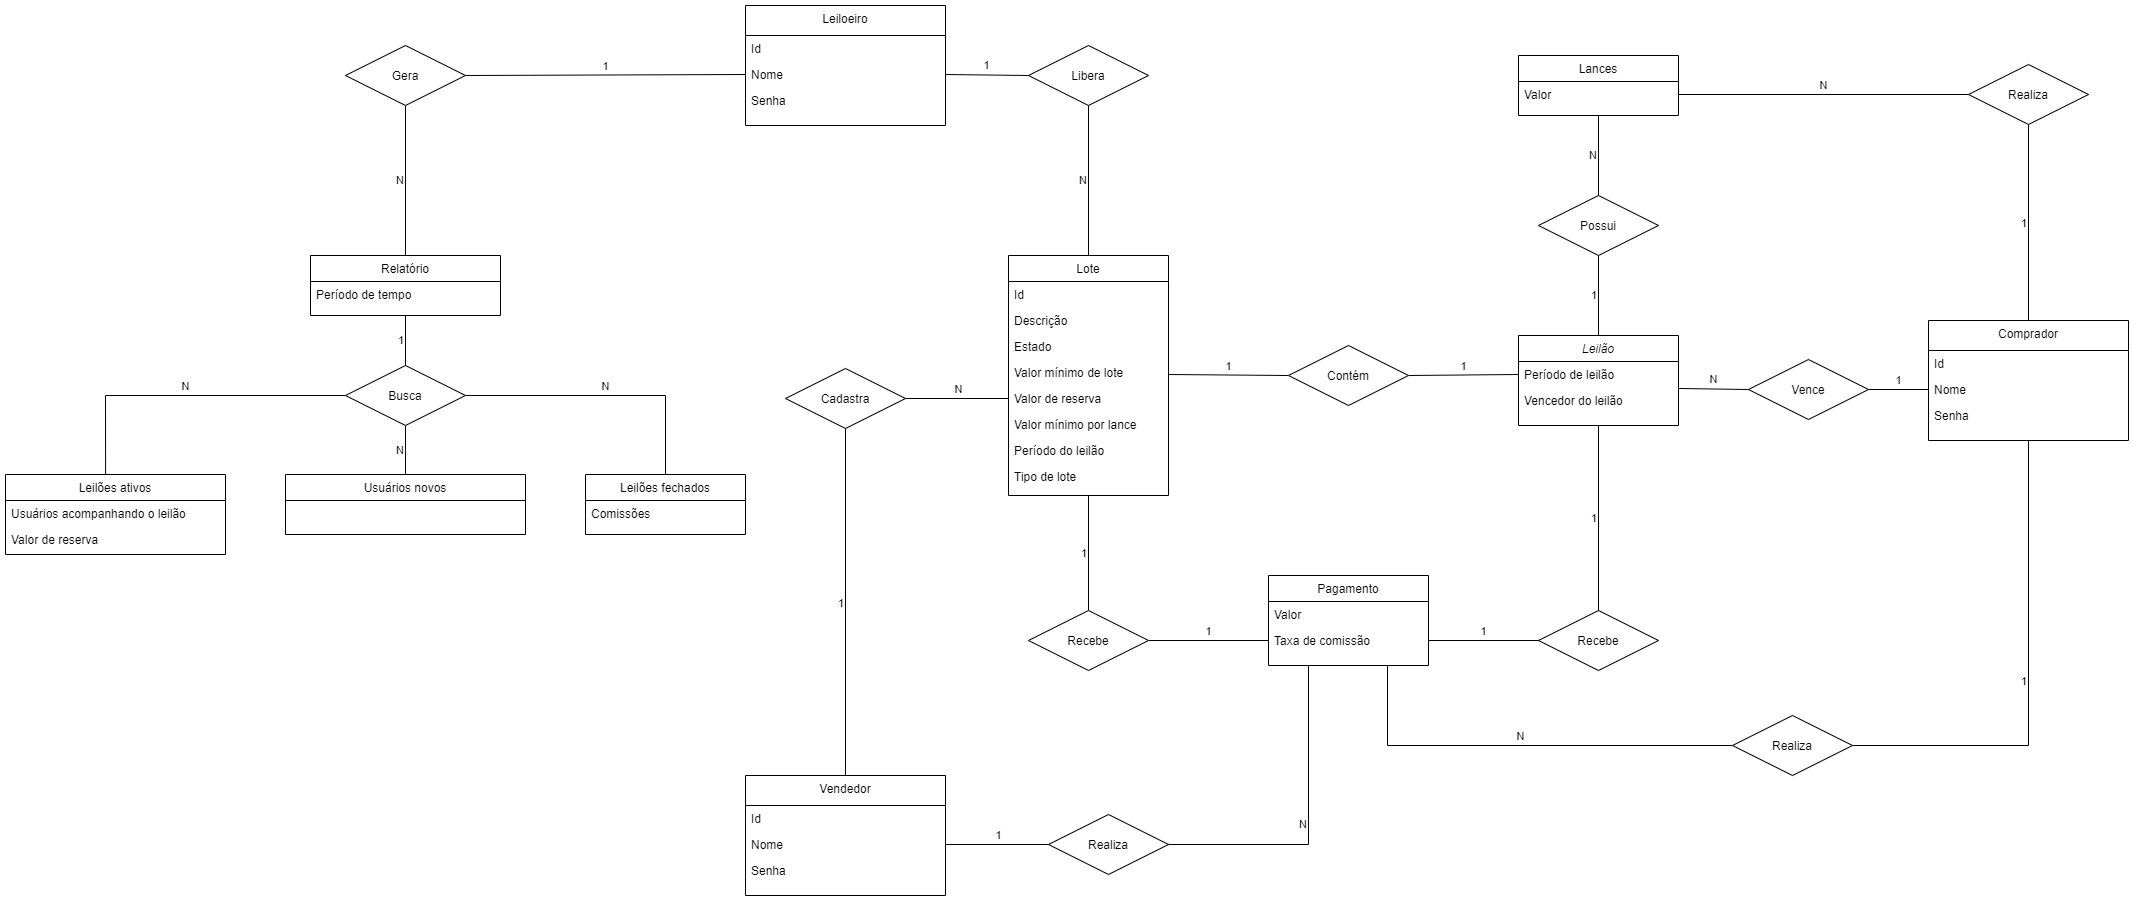 Leiloeiro
Id
Nome
Senha
Gera
1
1
Libera
N
N
Lances
Valor
N
Realiza
N
1
Possui
1
Relatório
Período de tempo
1
Busca
N
N
N
Leilões ativos
Usuários acompanhando o leilão
Valor de reserva
Usuários novos
Leilões fechados
Comissões
Lote
Id
Descrição
Estado
Valor mínimo de lote
Valor de reserva
Valor mínimo por lance
Período do leilão
Tipo de lote
Cadastra
N
1
1
Contém
1
Leilão
Período de leilão
Vencedor do leilão
N
Vence
1
Comprador
Id
Nome
Senha
1
Recebe
1
Pagamento
Valor
Taxa de comissão
1
Recebe
1
N
Realiza
1
Vendedor
Id
Nome
Senha
1
Realiza
N